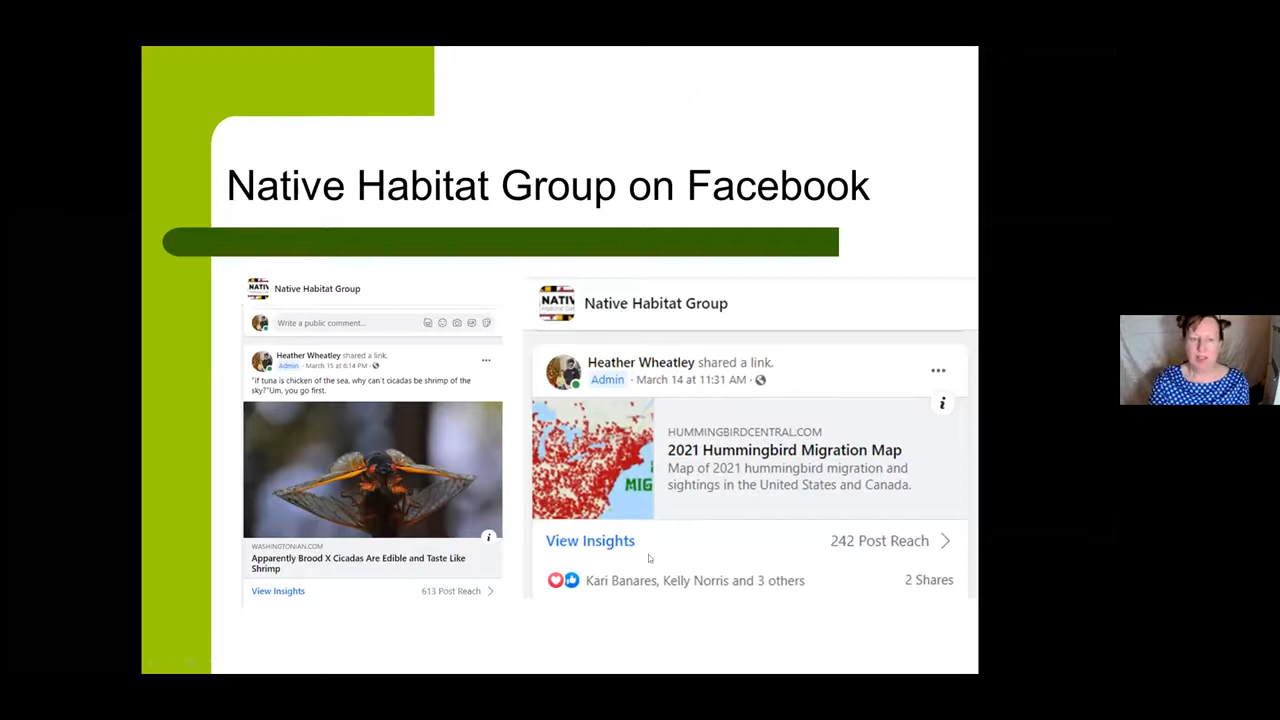 Native Habitat Group on Facebook
NATIV
Native Habitat Group
Write a public comment...
Heather Wheatley shared a link.
Admin · March 15 at 6:14 PM ·
"If tuna is chicken of the sea, why can't cicadas be shrimp of the
sky?"Um, you go first.
WASHINGTONIAN.COM
Apparently Brood X Cicadas Are Edible and Taste Like
Shrimp
View Insights
613 Post Reach
NATIV
Native Habitat Group
Heather Wheatley shared a link.
Admin · March 14 at 11:31 AM ·
MIG
HUMMINGBIRDCENTRAL.COM
2021 Hummingbird Migration Map
Map of 2021 hummingbird migration and
sightings in the United States and Canada.
View Insights
242 Post Reach
Kari Banares, Kelly Norris and 3 others
2 Shares